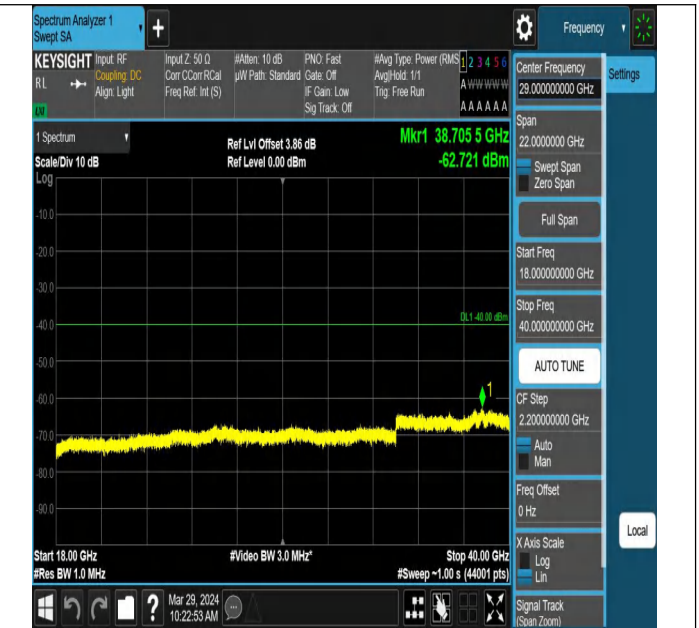 Spectrum Analyzer 1
Swept SA
Frequency
KEYSIGHT
RL
LXI
Input: RF
Coupling: DC
Align: Light
Input Z: 50 Ω
Corr CCorr RCal
Freq Ref: Int (S)
#Atten: 10 dB
µW Path: Standard
PNO: Fast
Gate: Off
IF Gain: Low
Sig Track: Off
#Avg Type: Power (RMS
Avg|Hold: 1/1
Trig: Free Run
1 2 3 4 5 6
A W W W W W
A A A A A A
1 Spectrum
Scale/Div 10 dB
Log
Ref Lvl Offset 3.86 dB
Ref Level 0.00 dBm
Mkr1 38.705 5 GHz
-62.721 dBm
-10.0
-20.0
-30.0
DL1 -40.00 dBm
-40.0
-50.0
1
-60.0
-70.0
-80.0
-90.0
Start 18.00 GHz
#Res BW 1.0 MHz
#Video BW 3.0 MHz*
Stop 40.00 GHz
#Sweep ~1.00 s (44001 pts)
?
Mar 29, 2024
10:22:53 AM
Center Frequency
29.000000000 GHz
Settings
Span
22.0000000 GHz
Swept Span
Zero Span
Full Span
Start Freq
18.000000000 GHz
Stop Freq
40.000000000 GHz
AUTO TUNE
CF Step
2.200000000 GHz
Auto
Man
Freq Offset
0 Hz
X Axis Scale
Log
Lin
Local
Signal Track
(Span Zoom)